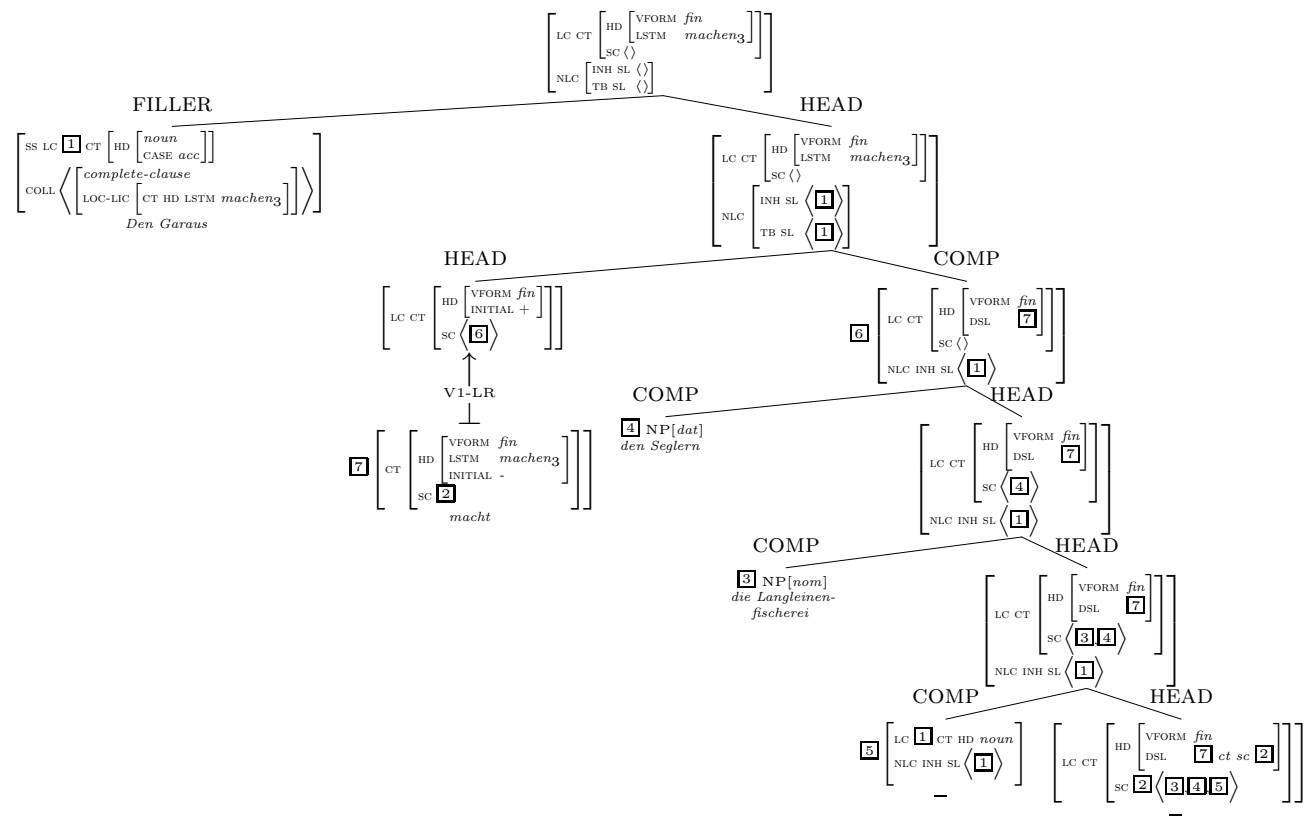 LC CT [HD [VFORM fin
LSTM machen3]
SC ⟨⟩]
NLC [INH SL ⟨⟩
TB SL ⟨⟩]
FILLER
HEAD
SS LC 1 CT [HD [noun
CASE acc]]
COLL ⟨[complete-clause
LOC-LIC [CT HD LSTM machen3]]⟩
Den Garaus
LC CT [HD [VFORM fin
LSTM machen3]
SC ⟨⟩]
NLC [INH SL ⟨1⟩
TB SL ⟨1⟩]
HEAD
COMP
LC CT [HD [VFORM fin
INITIAL +]
SC ⟨6⟩]
V1-LR
7 [CT [HD [VFORM fin
LSTM machen3
INITIAL -]
SC 2]]
macht
6 [LC CT [HD [VFORM fin
DSL 7]
SC ⟨⟩]
NLC INH SL ⟨1⟩]
COMP
HEAD
4 NP[dat]
den Seglern
LC CT [HD [VFORM fin
DSL 7]
SC ⟨4⟩]
NLC INH SL ⟨1⟩
COMP
HEAD
3 NP[nom]
die Langleinen-
fischerei
LC CT [HD [VFORM fin
DSL 7]
SC ⟨3,4⟩]
NLC INH SL ⟨1⟩
COMP
HEAD
5 [LC 1 CT HD noun
NLC INH SL ⟨1⟩]
–
LC CT [HD [VFORM fin
DSL 7 ct sc 2]
SC 2 ⟨3,4,5⟩]
–